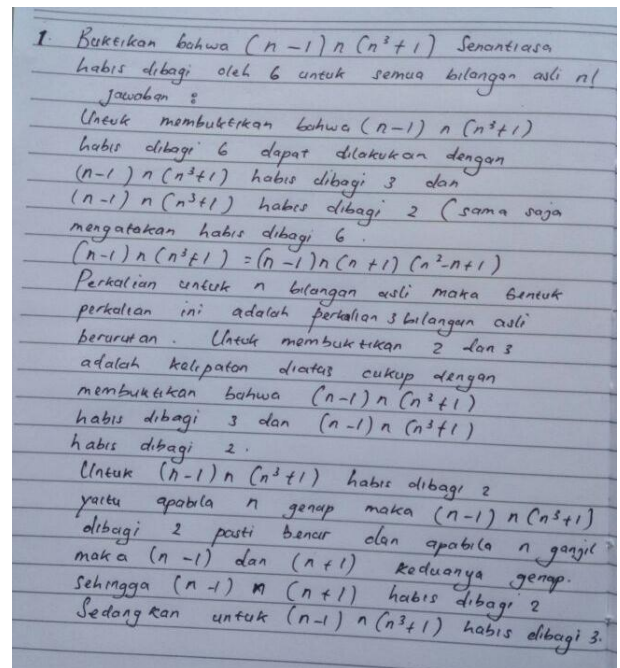 1. Buktikan bahwa (n-1) n (n³+1) Senantiasa
habis dibagi oleh 6 untuk semua bilangan asli n!
Jawaban :
Untuk membuktikan bahwa (n-1) n (n³+1)
habis dibagi 6 dapat dilakukan dengan
(n-1) n (n³+1) habis dibagi 3 dan
(n-1) n (n³+1) habis dibagi 2 (sama saja
mengatakan habis dibagi 6.
(n-1) n (n³+1) = (n-1) n (n+1) (n²-n+1)
Perkalian untuk n bilangan asli maka bentuk
perkalian ini adalah perkalian 3 bilangan asli
berurutan. Untuk membuktikan 2 dan 3
adalah kelipatan diatas cukup dengan
membuktikan bahwa (n-1) n (n³+1)
habis dibagi 3 dan (n-1) n (n³+1)
habis dibagi 2.
Untuk (n-1) n (n³+1) habis dibagi 2
yaitu apabila n genap maka (n-1) n (n³+1)
dibagi 2 pasti benar dan apabila n ganjil
maka (n-1) dan (n+1) keduanya genap.
Sehingga (n-1) n (n+1) habis dibagi 2
Sedangkan untuk (n-1) n (n³+1) habis dibagi 3.